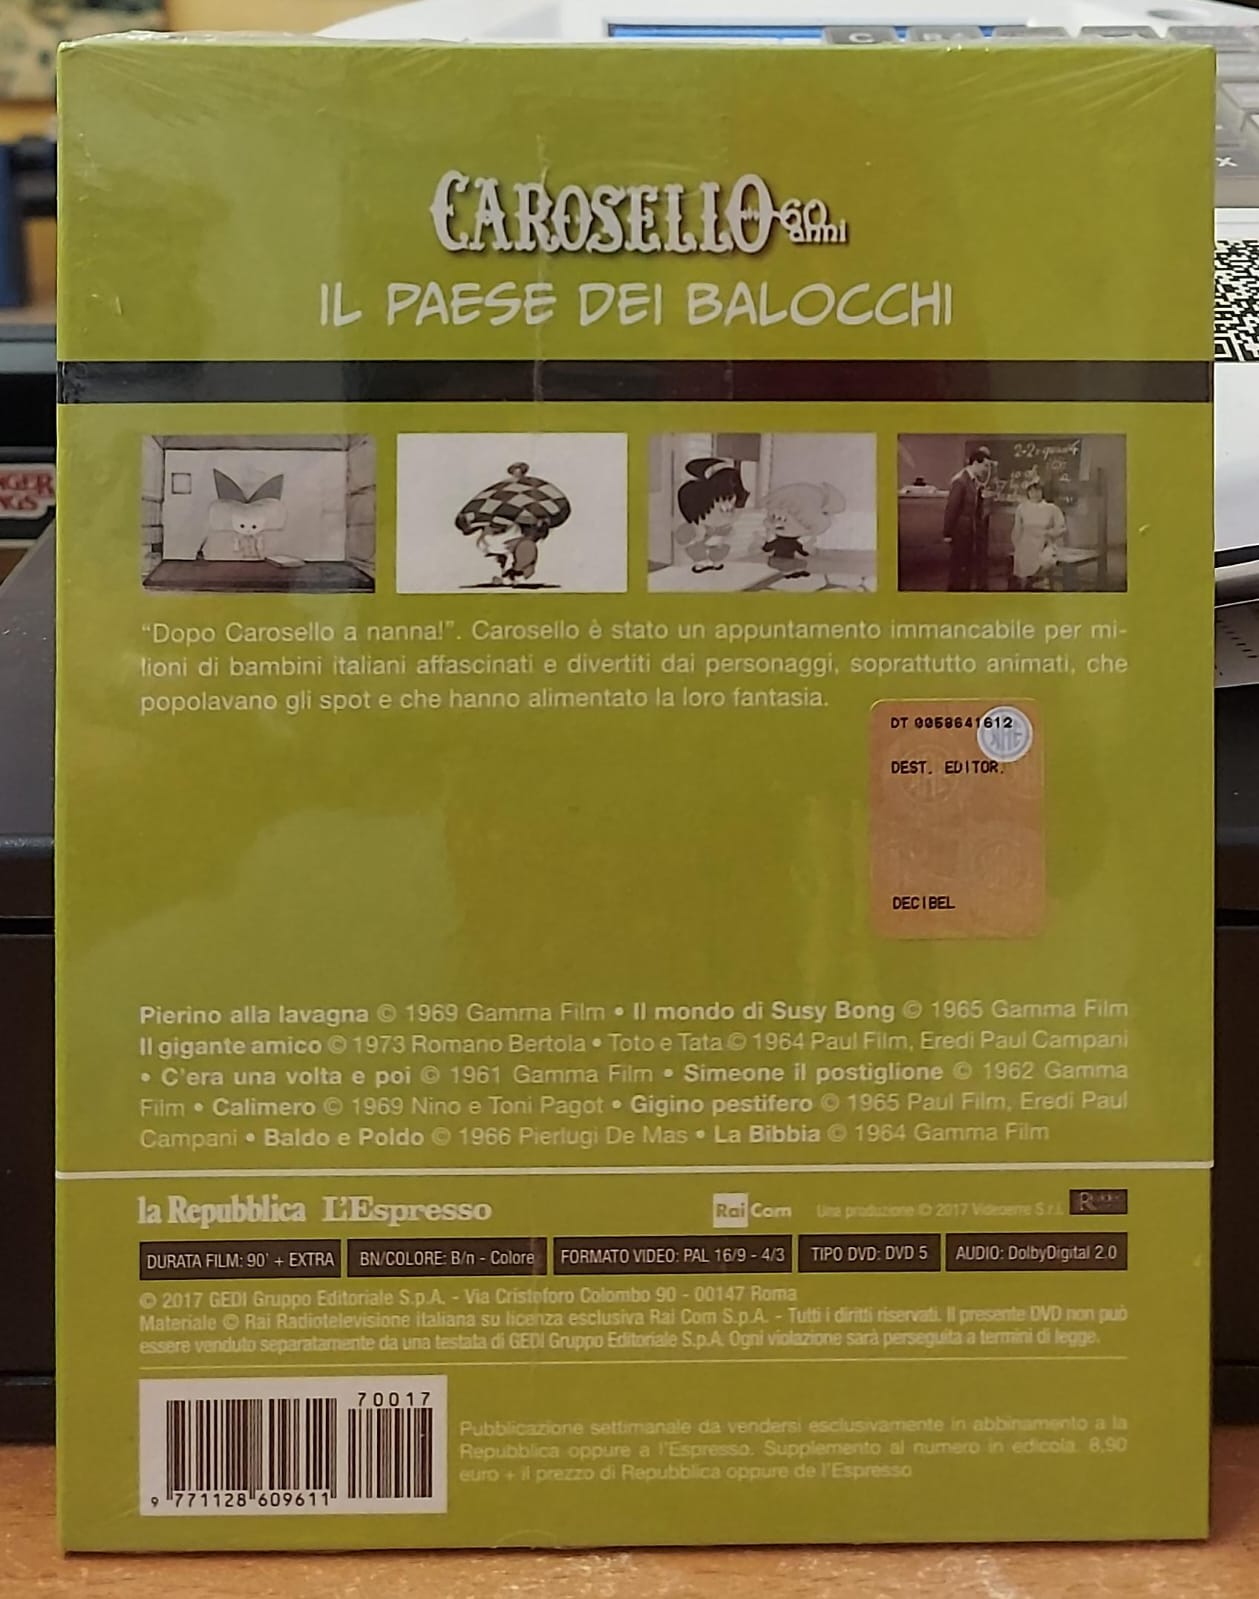 CAROSELLO 60 anni
IL PAESE DEI BALOCCHI
2-2=
"Dopo Carosello a nanna!". Carosello è stato un appuntamento immancabile per mi-
lioni di bambini italiani affascinati e divertiti dai personaggi, soprattutto animati, che
popolavano gli spot e che hanno alimentato la loro fantasia.
DT 0058641612
DEST. EDITOR.
DECIBEL
Pierino alla lavagna © 1969 Gamma Film • Il mondo di Susy Bong © 1965 Gamma Film
Il gigante amico © 1973 Romano Bertola • Toto e Tata © 1964 Paul Film, Eredi Paul Campani
• C'era una volta e poi © 1961 Gamma Film • Simeone il postiglione © 1962 Gamma
Film • Calimero © 1969 Nino e Toni Pagot • Gigino pestifero © 1965 Paul Film, Eredi Paul
Campani • Baldo e Poldo © 1966 Pierlugi De Mas • La Bibbia © 1964 Gamma Film
la Repubblica L'Espresso Rai Com Una produzione © 2017 Videoerre S.r.l.
DURATA FILM: 90' + EXTRA BN/COLORE: B/n - Colore FORMATO VIDEO: PAL 16/9 - 4/3 TIPO DVD: DVD 5 AUDIO: DolbyDigital 2.0
© 2017 GEDI Gruppo Editoriale S.p.A. - Via Cristoforo Colombo 90 - 00147 Roma
Materiale © Rai Radiotelevisione italiana su licenza esclusiva Rai Com S.p.A. - Tutti i diritti riservati. Il presente DVD non può
essere venduto separatamente da una testata di GEDI Gruppo Editoriale S.p.A. Ogni violazione sarà perseguita a termini di legge.
70017
9 771128 609611
Pubblicazione settimanale da vendersi esclusivamente in abbinamento a la
Repubblica oppure a l'Espresso. Supplemento al numero in edicola. 8,90
euro + il prezzo di Repubblica oppure de l'Espresso